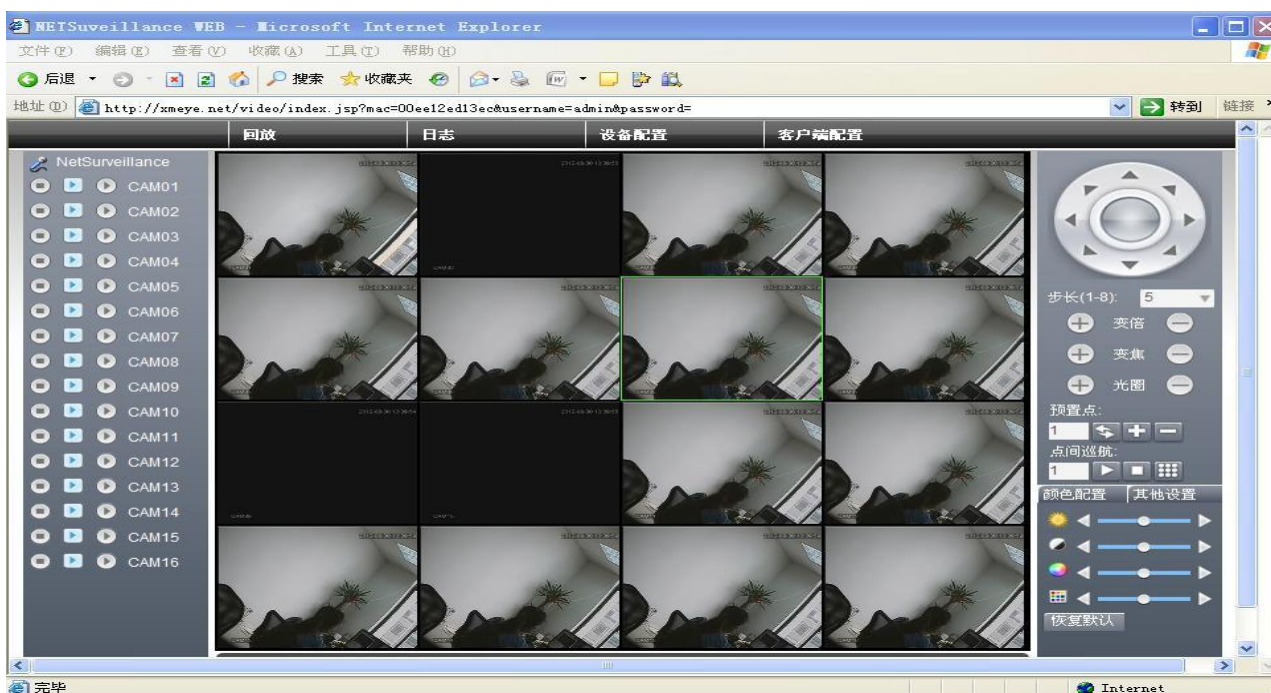 NETSuveillance WEB - Microsoft Internet Explorer
文件(F) 编辑(E) 查看(V) 收藏(A) 工具(T) 帮助(H)
后退 搜索 收藏夹
地址(D) http://xmeye.net/video/index.jsp?mac=00ee12ed13ec&username=admin&password= 转到 链接
回放 日志 设备配置 客户端配置
NetSurveillance
CAM01
CAM02
CAM03
CAM04
CAM05
CAM06
CAM07
CAM08
CAM09
CAM10
CAM11
CAM12
CAM13
CAM14
CAM15
CAM16
步长(1-8): 5
变倍
变焦
光圈
预置点:
1
点间巡航:
1
颜色配置 其他设置
恢复默认
完毕 Internet